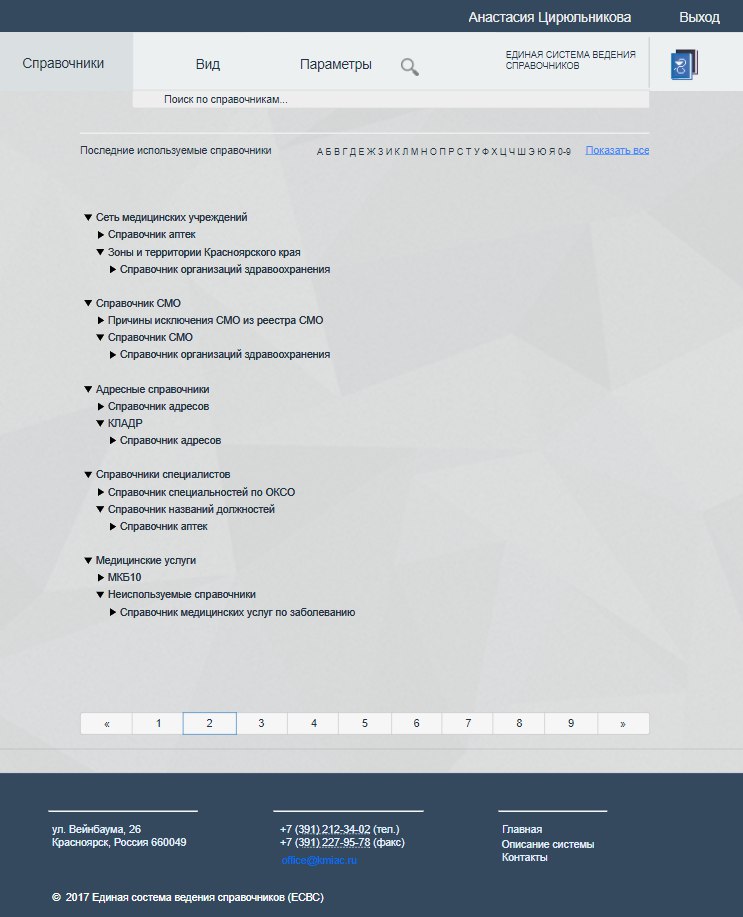 Анастасия Цирюльникова Выход
Справочники Вид Параметры ЕДИНАЯ СИСТЕМА ВЕДЕНИЯ
СПРАВОЧНИКОВ
Поиск по справочникам...
Последние используемые справочники А Б В Г Д Е Ж З И К Л М Н О П Р С Т У Ф Х Ц Ч Ш Э Ю Я 0-9 Показать все
Сеть медицинских учреждений
Справочник аптек
Зоны и территории Красноярского края
Справочник организаций здравоохранения
Справочник СМО
Причины исключения СМО из реестра СМО
Справочник СМО
Справочник организаций здравоохранения
Адресные справочники
Справочник адресов
КЛАДР
Справочник адресов
Справочники специалистов
Справочник специальностей по ОКСО
Справочник названий должностей
Справочник аптек
Медицинские услуги
МКБ10
Неиспользуемые справочники
Справочник медицинских услуг по заболеванию
« 1 2 3 4 5 6 7 8 9 »
ул. Вейнбаума, 26 +7 (391) 212-34-02 (тел.) Главная
Красноярск, Россия 660049 +7 (391) 227-95-78 (факс) Описание системы
office@kmiac.ru Контакты
© 2017 Единая система ведения справочников (ЕСВС)